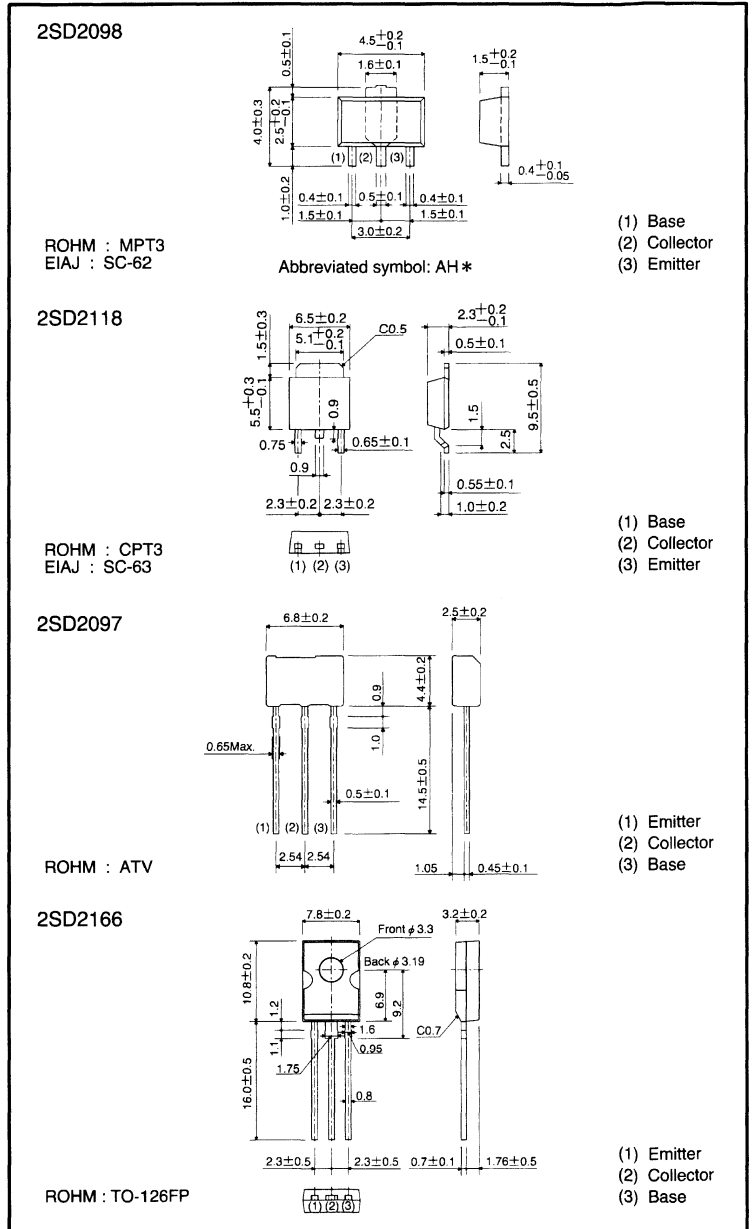 2SD2098
4.5+0.2−0.1
1.6±0.1
0.5±0.1
4.0±0.3
2.5+0.2−0.1
1.0±0.2
(1) (2) (3)
0.4±0.1 0.5±0.1 0.4±0.1
1.5±0.1 1.5±0.1
3.0±0.2
1.5+0.2−0.1
0.4+0.1−0.05
ROHM : MPT3
EIAJ : SC-62
Abbreviated symbol: AH*
(1) Base
(2) Collector
(3) Emitter
2SD2118
6.5±0.2
5.1+0.2−0.1
C0.5
1.5±0.3
5.5+0.3−0.1
0.9
0.75
0.65±0.1
0.9
2.3±0.2 2.3±0.2
(1) (2) (3)
2.3+0.2−0.1
0.5±0.1
9.5±0.5
1.5
2.5
0.55±0.1
1.0±0.2
ROHM : CPT3
EIAJ : SC-63
(1) Base
(2) Collector
(3) Emitter
2SD2097
6.8±0.2
2.5±0.2
4.4±0.2
0.9
1.0
14.5±0.5
0.65Max.
0.5±0.1
(1) (2) (3)
2.54 2.54
1.05 0.45±0.1
ROHM : ATV
(1) Emitter
(2) Collector
(3) Base
2SD2166
7.8±0.2
Front ϕ3.3
Back ϕ3.19
3.2±0.2
10.8±0.2
6.9
9.2
1.2
1.1
1.6
0.95
1.75
C0.7
16.0±0.5
0.8
2.3±0.5 2.3±0.5
0.7±0.1 1.76±0.5
(1) (2) (3)
ROHM : TO-126FP
(1) Emitter
(2) Collector
(3) Base